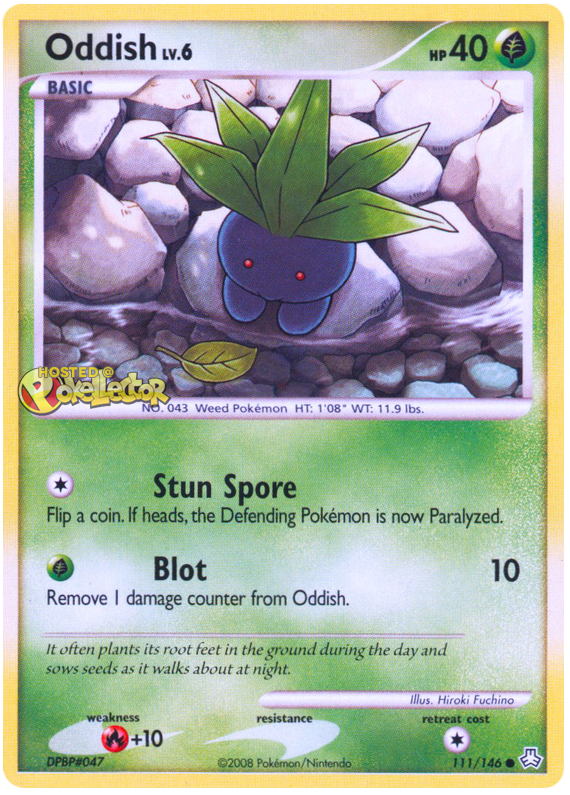 Oddish LV.6
HP 40
BASIC
HOSTED @
PokéLlector
NO. 043 Weed Pokémon HT: 1'08" WT: 11.9 lbs.
Stun Spore
Flip a coin. If heads, the Defending Pokémon is now Paralyzed.
Blot 10
Remove 1 damage counter from Oddish.
It often plants its root feet in the ground during the day and
sows seeds as it walks about at night.
Illus. Hiroki Fuchino
weakness resistance retreat cost
+10
DPBP#047 ©2008 Pokémon/Nintendo 111/146